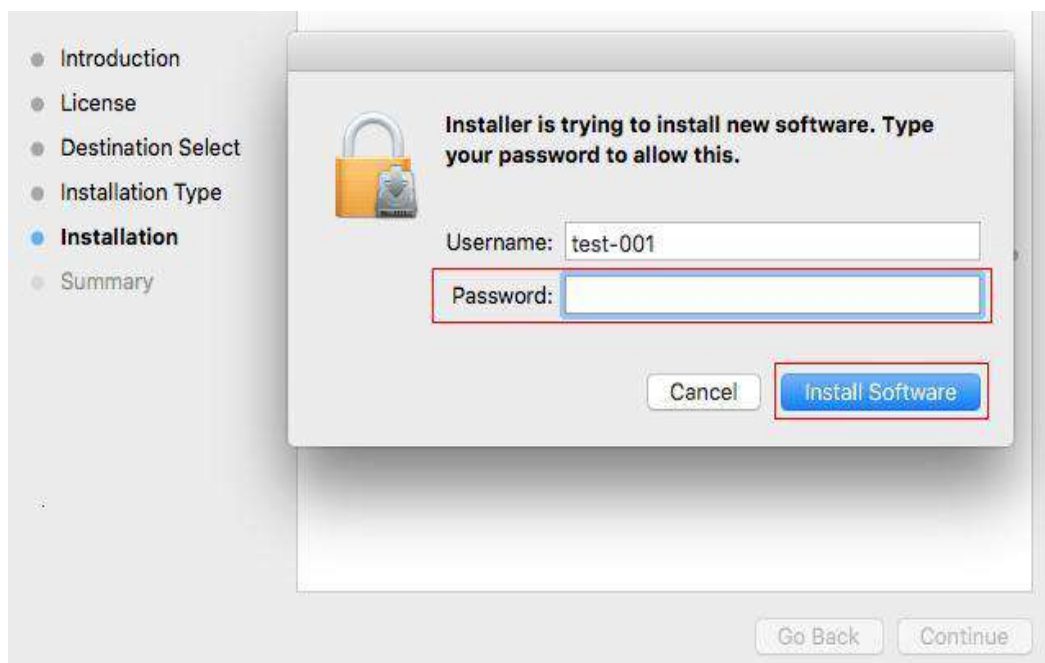 Introduction
License
Destination Select
Installation Type
Installation
Summary
Installer is trying to install new software. Type
your password to allow this.
Username: test-001
Password:
Cancel
Install Software
Go Back
Continue